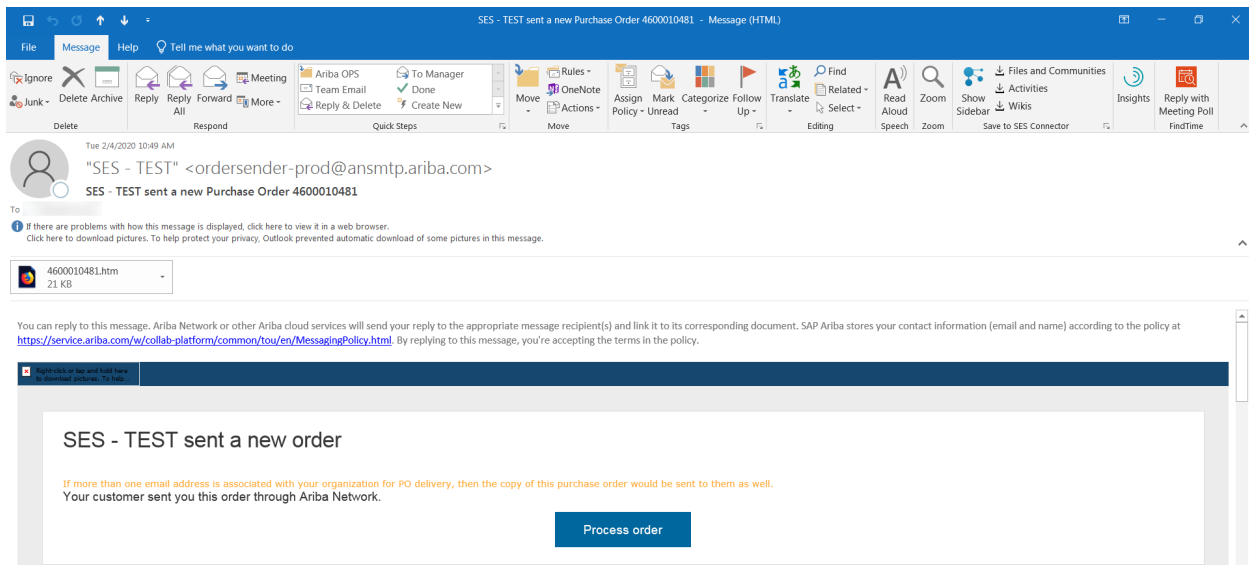 SES - TEST sent a new Purchase Order 4600010481 - Message (HTML)
File Message Help Tell me what you want to do
Ignore
Junk
Delete Archive
Delete
Reply Reply All Forward
Meeting
More
Respond
Ariba OPS To Manager
Team Email Done
Reply & Delete Create New
Quick Steps
Move
Rules
OneNote
Actions
Move
Assign Policy Mark Unread Categorize Follow Up
Tags
Translate
Find
Related
Select
Editing
Read Aloud
Speech
Zoom
Zoom
Show Sidebar
Files and Communities
Activities
Wikis
Save to SES Connector
Insights
Reply with Meeting Poll
FindTime
Tue 2/4/2020 10:49 AM
"SES - TEST" <ordersender-prod@ansmtp.ariba.com>
SES - TEST sent a new Purchase Order 4600010481
To
If there are problems with how this message is displayed, click here to view it in a web browser.
Click here to download pictures. To help protect your privacy, Outlook prevented automatic download of some pictures in this message.
4600010481.htm
21 KB
You can reply to this message. Ariba Network or other Ariba cloud services will send your reply to the appropriate message recipient(s) and link it to its corresponding document. SAP Ariba stores your contact information (email and name) according to the policy at
https://service.ariba.com/w/collab-platform/common/tou/en/MessagingPolicy.html. By replying to this message, you're accepting the terms in the policy.
Right-click or tap and hold here
to download pictures. To help...
SES - TEST sent a new order
If more than one email address is associated with your organization for PO delivery, then the copy of this purchase order would be sent to them as well.
Your customer sent you this order through Ariba Network.
Process order